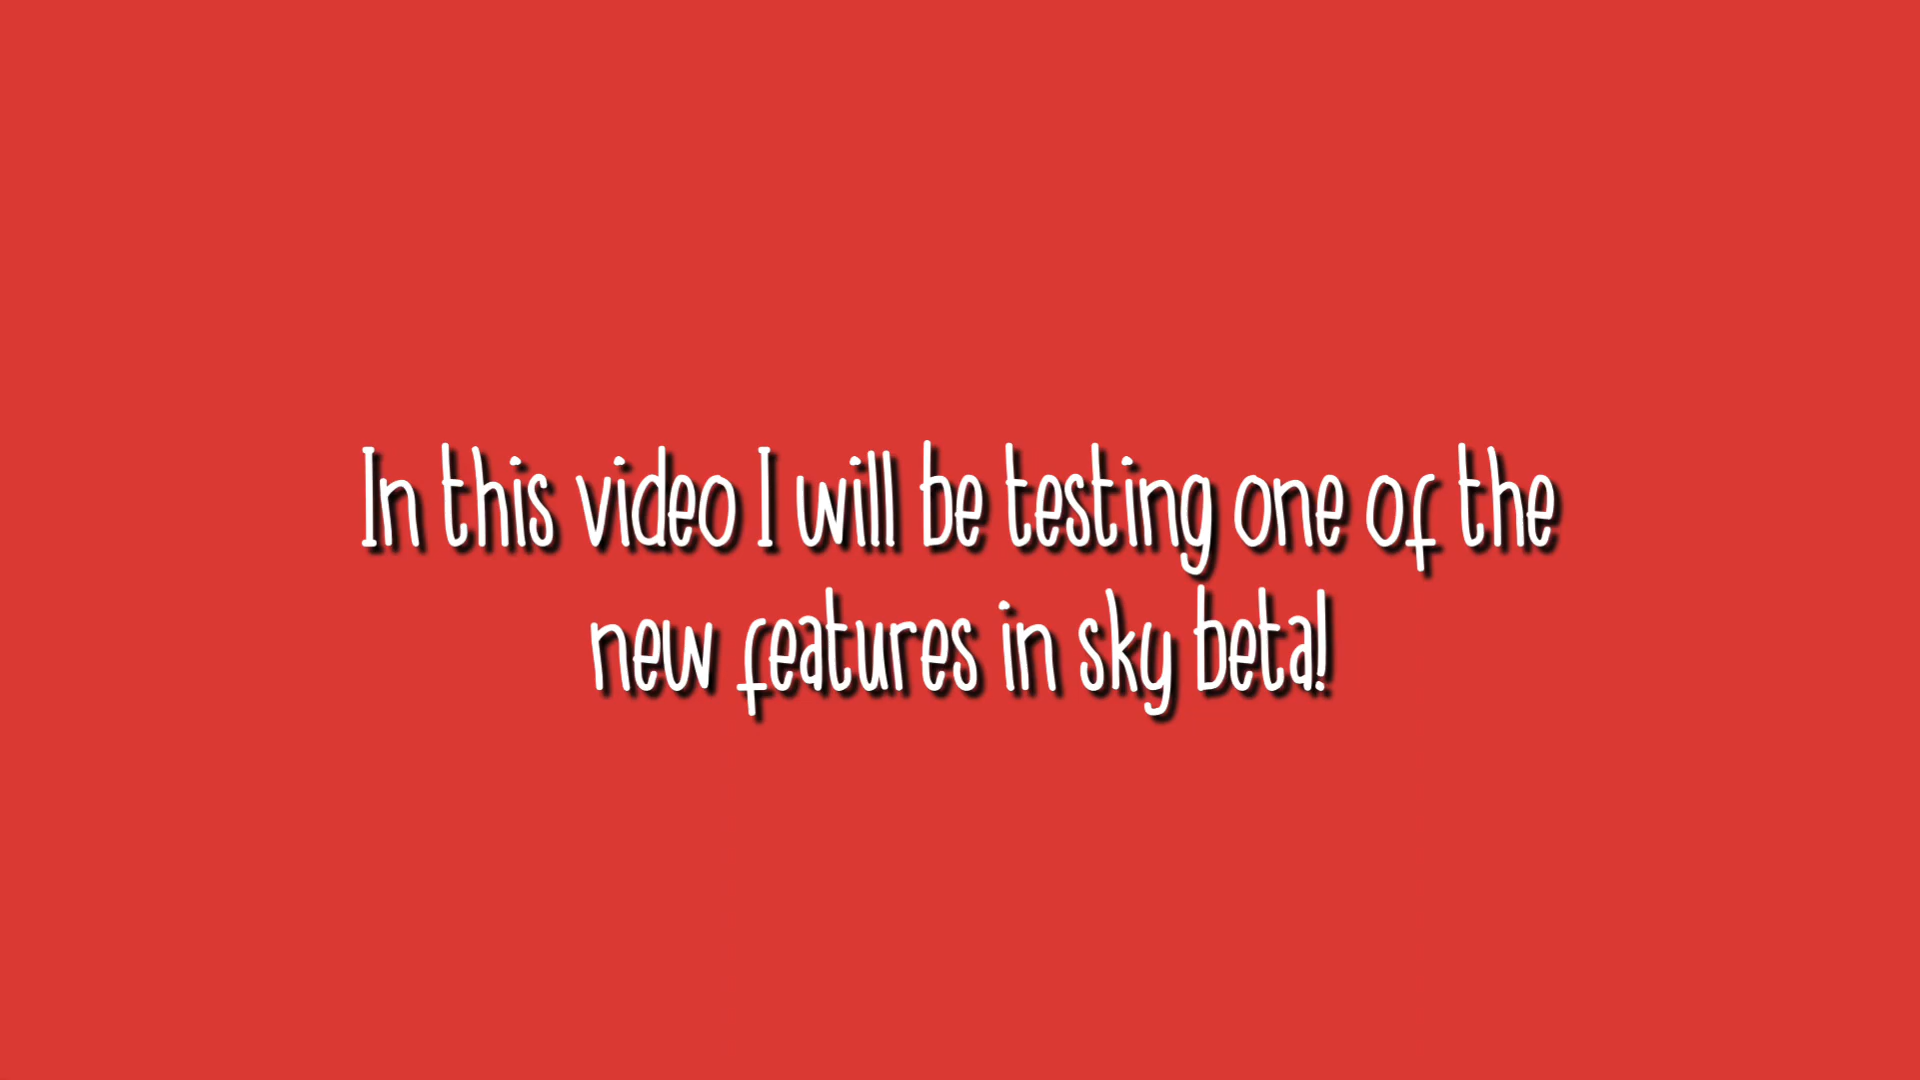 In this video I will be testing one of the
new features in sky beta!